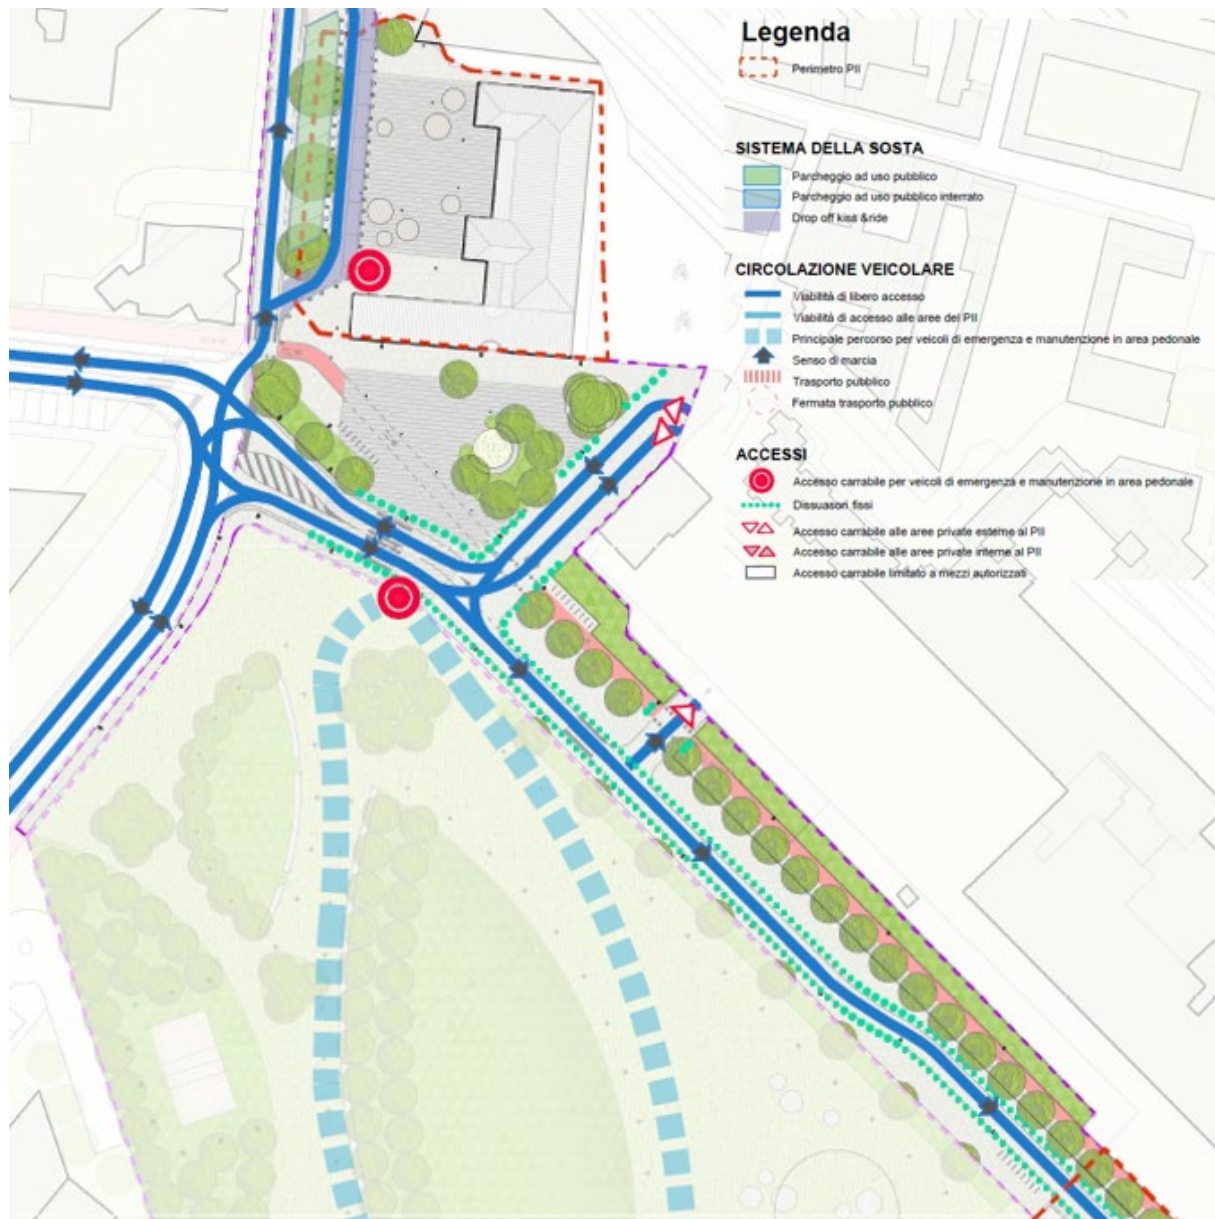 Legenda
Perimetro PII
SISTEMA DELLA SOSTA
Parcheggio ad uso pubblico
Parcheggio ad uso pubblico interrato
Drop off kiss &ride
CIRCOLAZIONE VEICOLARE
Viabilità di libero accesso
Viabilità di accesso alle aree del PII
Principale percorso per veicoli di emergenza e manutenzione in area pedonale
Senso di marcia
Trasporto pubblico
Fermata trasporto pubblico
ACCESSI
Accesso carrabile per veicoli di emergenza e manutenzione in area pedonale
Dissuasori fissi
Accesso carrabile alle aree private esterne al PII
Accesso carrabile alle aree private interne al PII
Accesso carrabile limitato a mezzi autorizzati